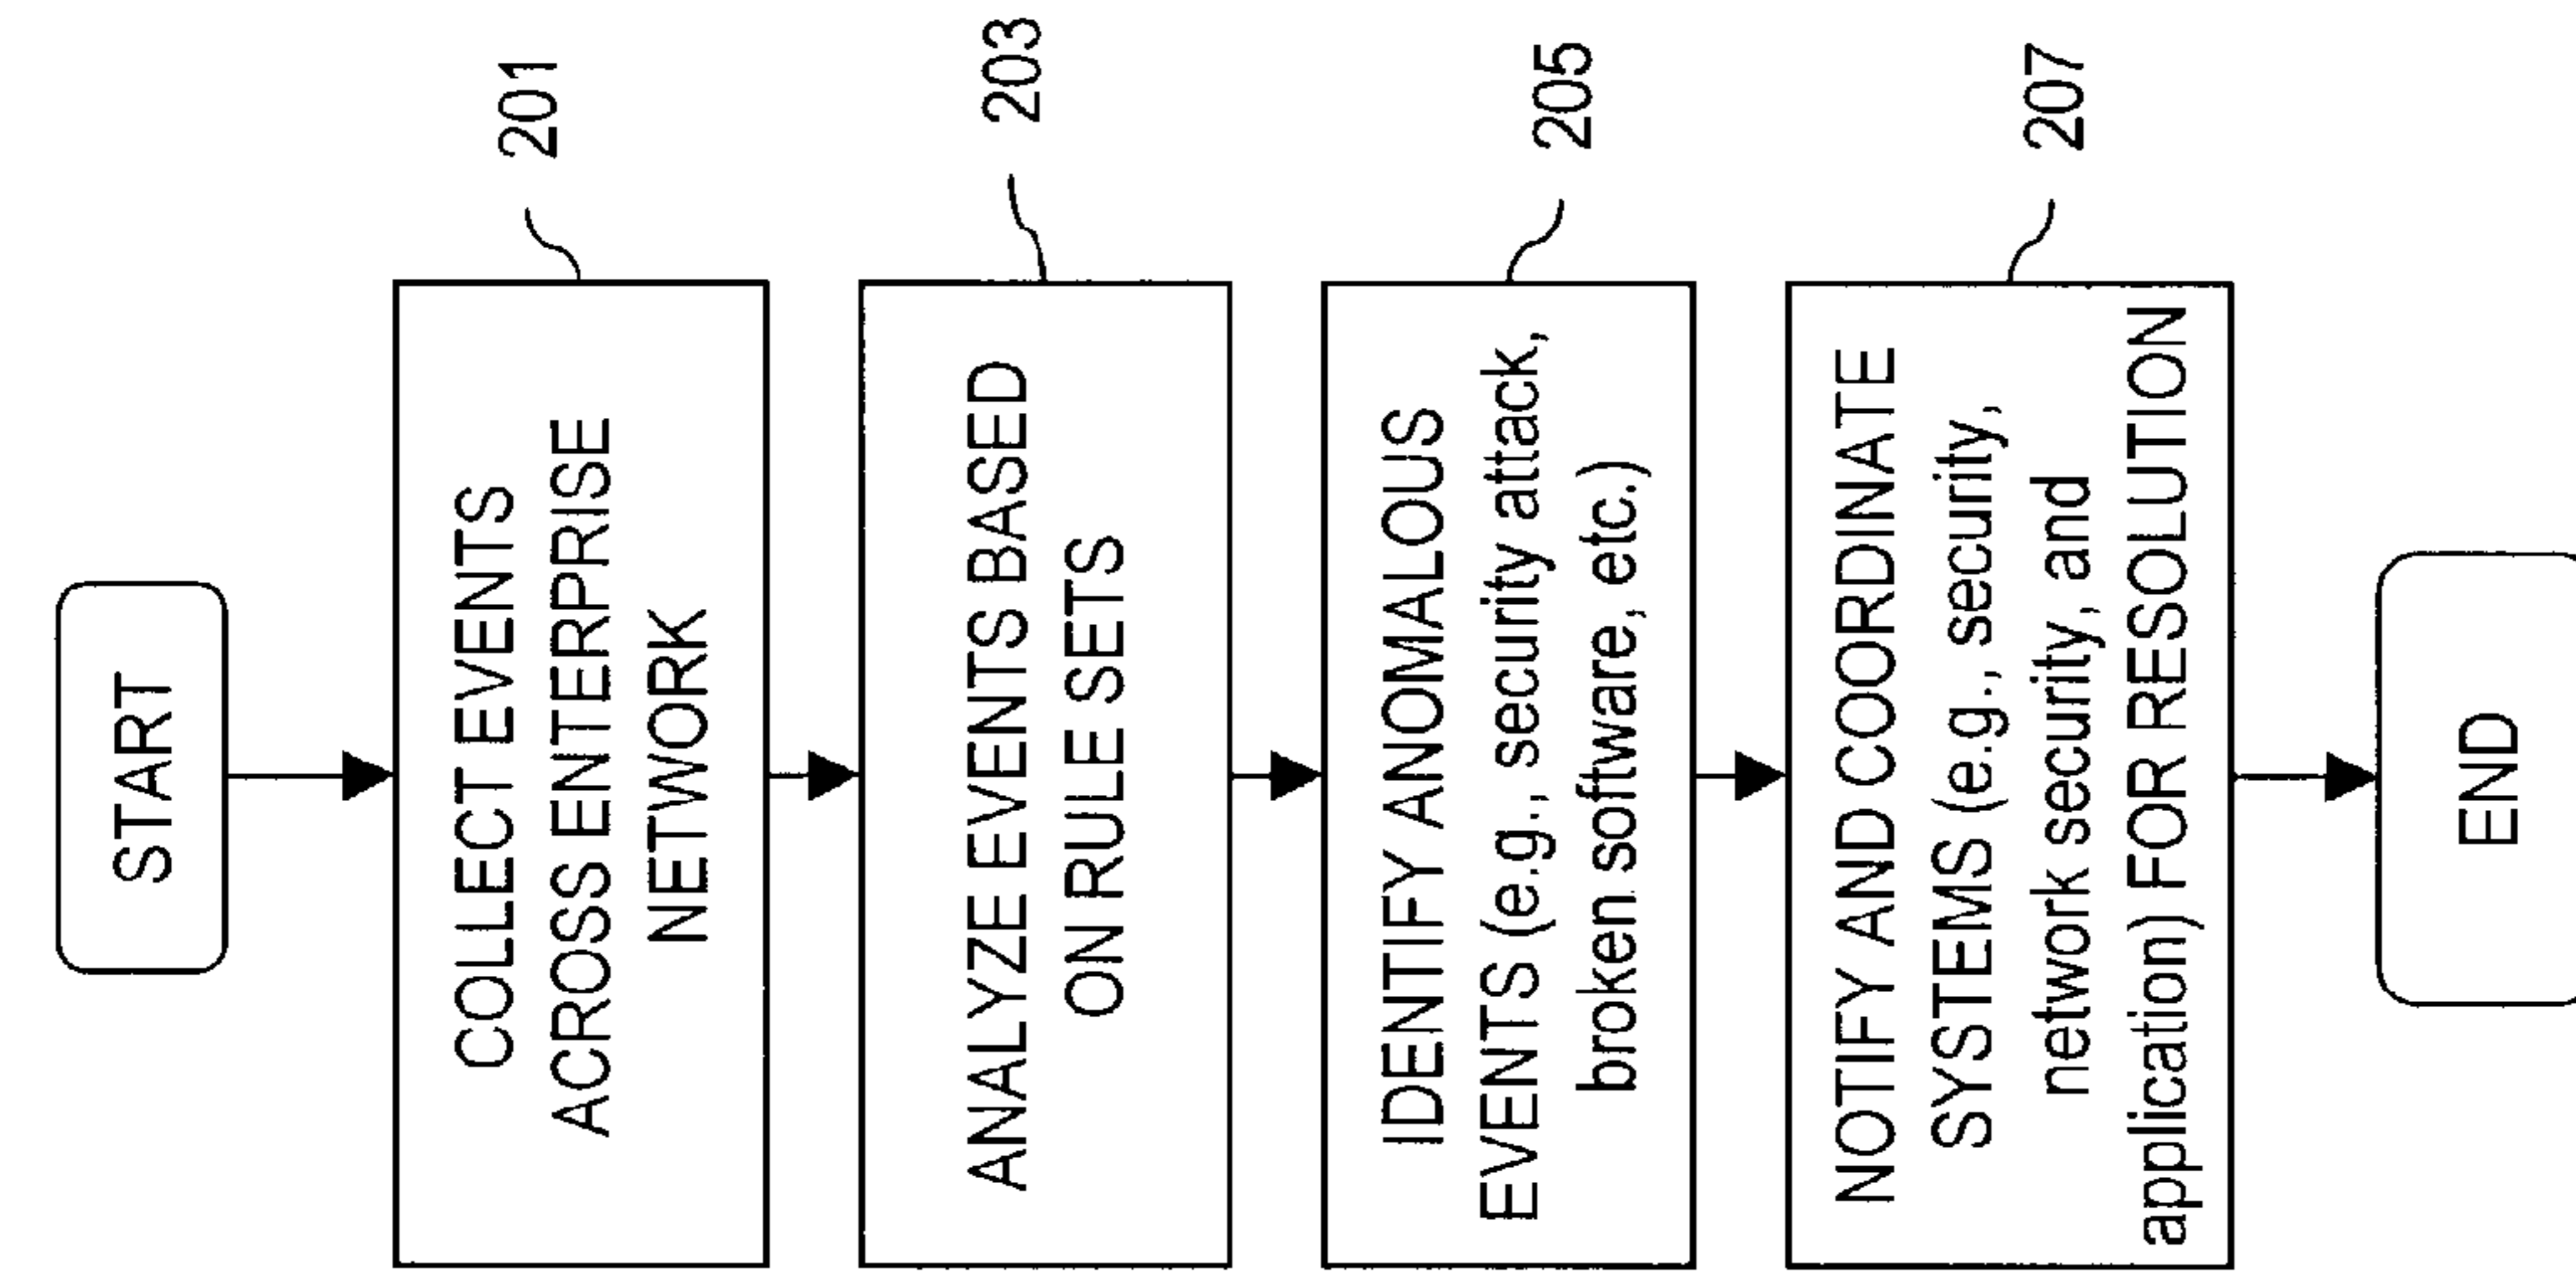 START
COLLECT EVENTS
ACROSS ENTERPRISE
NETWORK
201
ANALYZE EVENTS BASED
ON RULE SETS
203
IDENTIFY ANOMALOUS
EVENTS (e.g., security attack,
broken software, etc.)
205
NOTIFY AND COORDINATE
SYSTEMS (e.g., security,
network security, and
application) FOR RESOLUTION
207
END